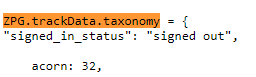 ZPG.trackData.taxonomy = {
"signed_in_status": "signed out",
acorn: 32,